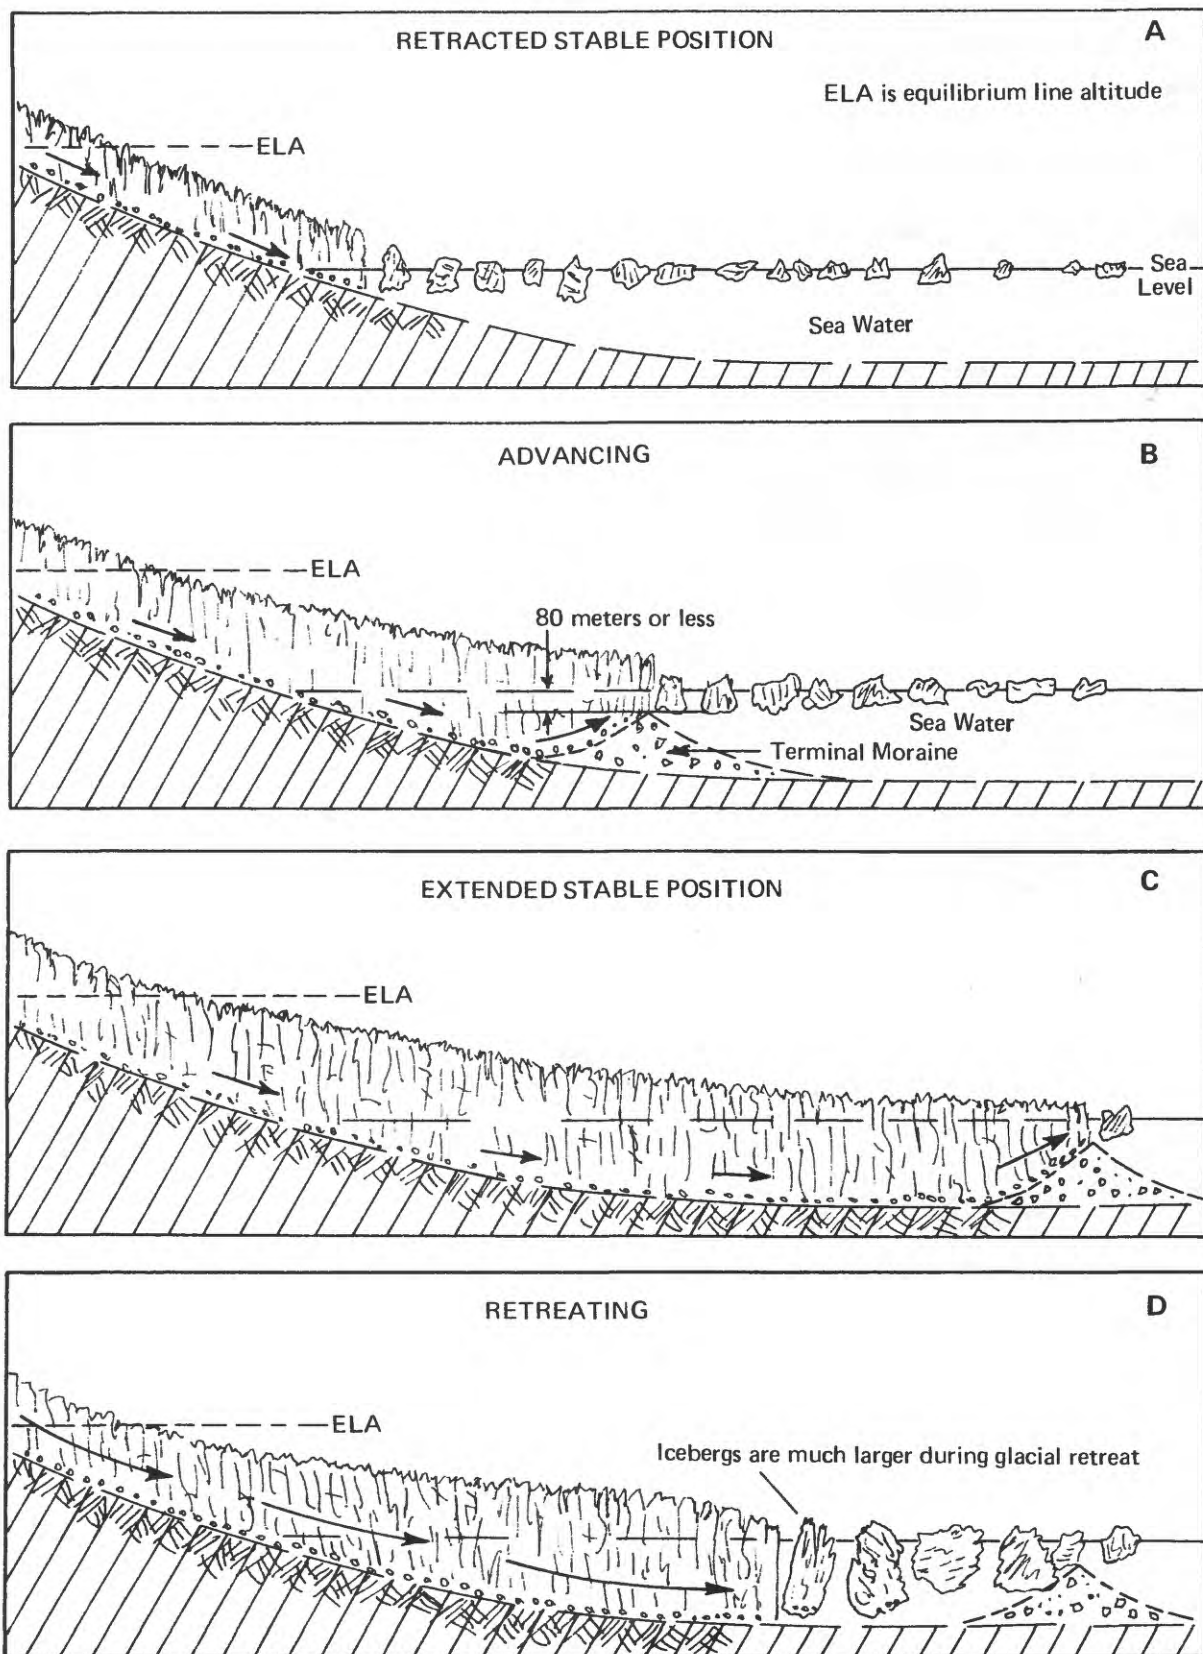 RETRACTED STABLE POSITION
A
ELA is equilibrium line altitude
ELA
Sea
Level
Sea Water
ADVANCING
B
ELA
80 meters or less
Sea Water
Terminal Moraine
EXTENDED STABLE POSITION
C
ELA
RETREATING
D
ELA
Icebergs are much larger during glacial retreat